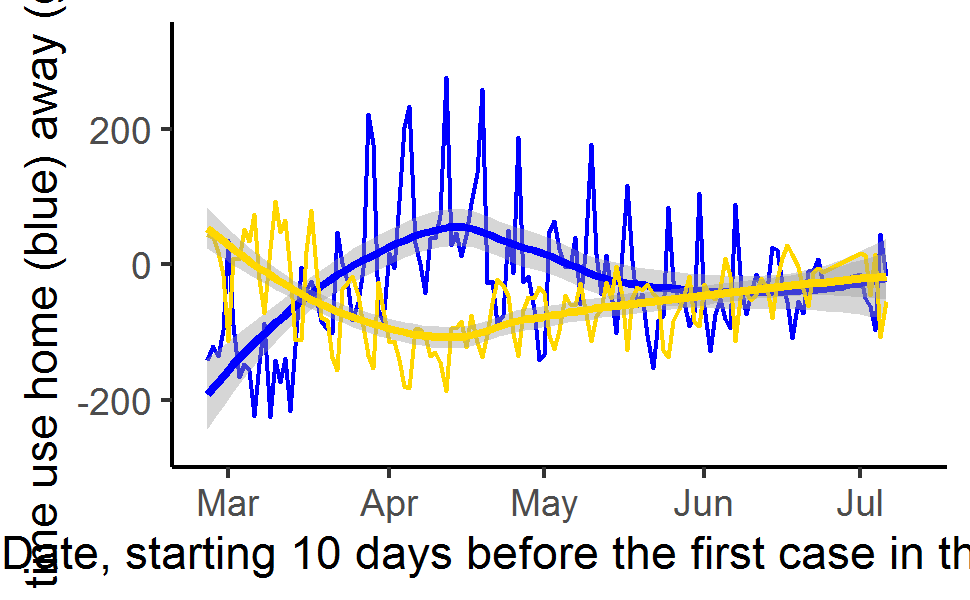 time use home (blue) away (g
200
0
-200
Mar Apr May Jun Jul
Date, starting 10 days before the first case in th